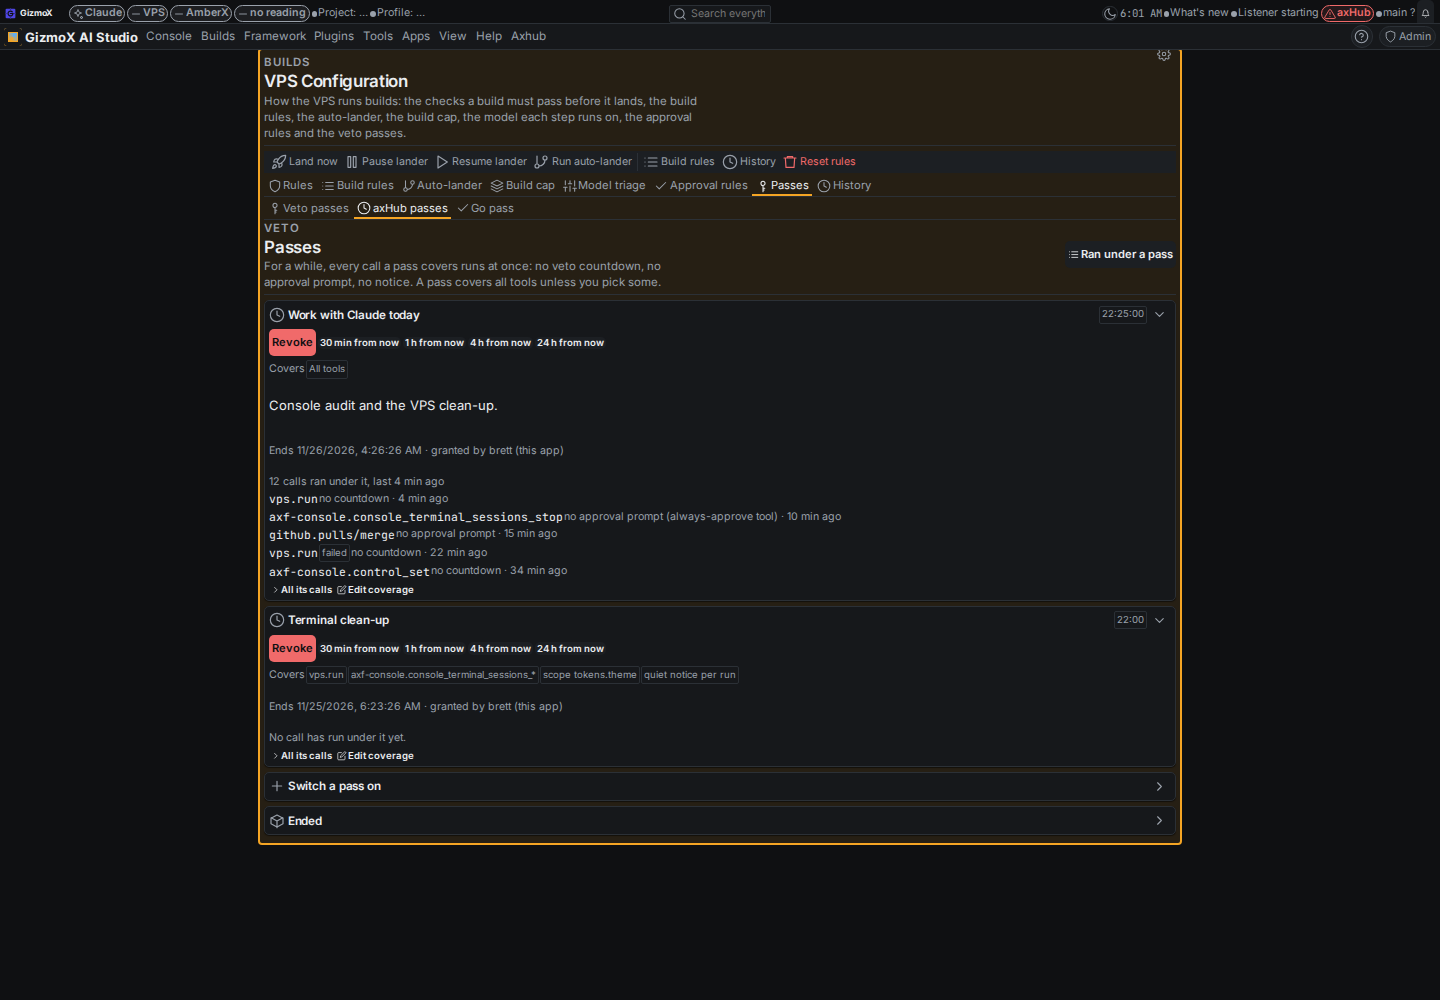 GizmoX Claude VPS AmberX no reading Project: ... Profile: ... Search everyth 6:01 AM What's new Listener starting axHub main ?
GizmoX AI Studio Console Builds Framework Plugins Tools Apps View Help Axhub Admin
BUILDS
VPS Configuration
How the VPS runs builds: the checks a build must pass before it lands, the build
rules, the auto-lander, the build cap, the model each step runs on, the approval
rules and the veto passes.
Land now Pause lander Resume lander Run auto-lander Build rules History Reset rules
Rules Build rules Auto-lander Build cap Model triage Approval rules Passes History
Veto passes axHub passes Go pass
VETO
Passes
For a while, every call a pass covers runs at once: no veto countdown, no
approval prompt, no notice. A pass covers all tools unless you pick some.
Ran under a pass
Work with Claude today 22:25:00
Revoke 30 min from now 1 h from now 4 h from now 24 h from now
Covers All tools
Console audit and the VPS clean-up.
Ends 11/26/2026, 4:26:26 AM · granted by brett (this app)
12 calls ran under it, last 4 min ago
vps.run no countdown · 4 min ago
axf-console.console_terminal_sessions_stop no approval prompt (always-approve tool) · 10 min ago
github.pulls/merge no approval prompt · 15 min ago
vps.run failed no countdown · 22 min ago
axf-console.control_set no countdown · 34 min ago
All its calls Edit coverage
Terminal clean-up 22:00
Revoke 30 min from now 1 h from now 4 h from now 24 h from now
Covers vps.run axf-console.console_terminal_sessions_* scope tokens.theme quiet notice per run
Ends 11/25/2026, 6:23:26 AM · granted by brett (this app)
No call has run under it yet.
All its calls Edit coverage
Switch a pass on
Ended